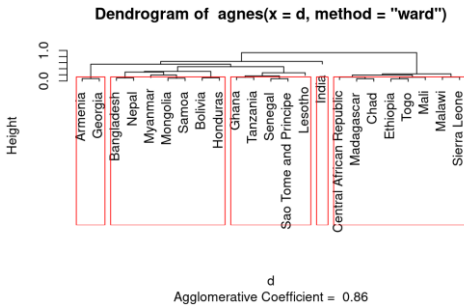 Dendrogram of agnes(x = d, method = "ward")
Height
0.0 1.0
Armenia
Georgia
Bangladesh
Nepal
Myanmar
Mongolia
Samoa
Bolivia
Honduras
Ghana
Tanzania
Senegal
Sao Tome and Principe
Lesotho
India
Central African Republic
Madagascar
Chad
Ethiopia
Togo
Mali
Malawi
Sierra Leone
d
Agglomerative Coefficient = 0.86